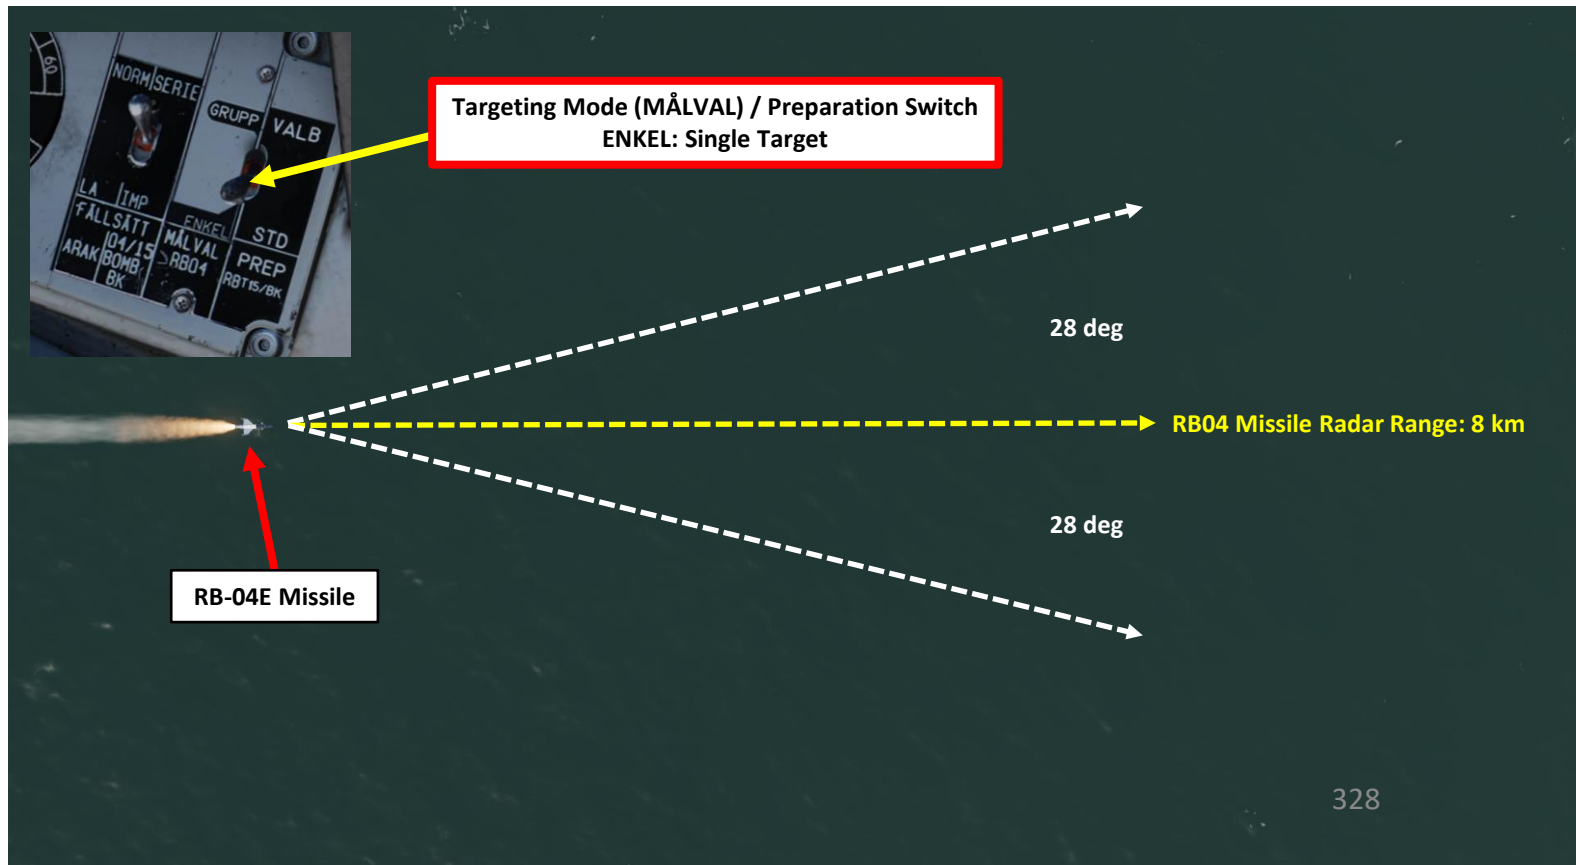 60
NORM SERIE
GRUPP
VALB
LA IMP
ENKEL
STD
FÄLLSÄTT
04/15
ARAK BOMB
BK
MÅLVAL
RB04
PREP
RBT15/BK
Targeting Mode (MÅLVAL) / Preparation Switch
ENKEL: Single Target
28 deg
RB04 Missile Radar Range: 8 km
28 deg
RB-04E Missile
328